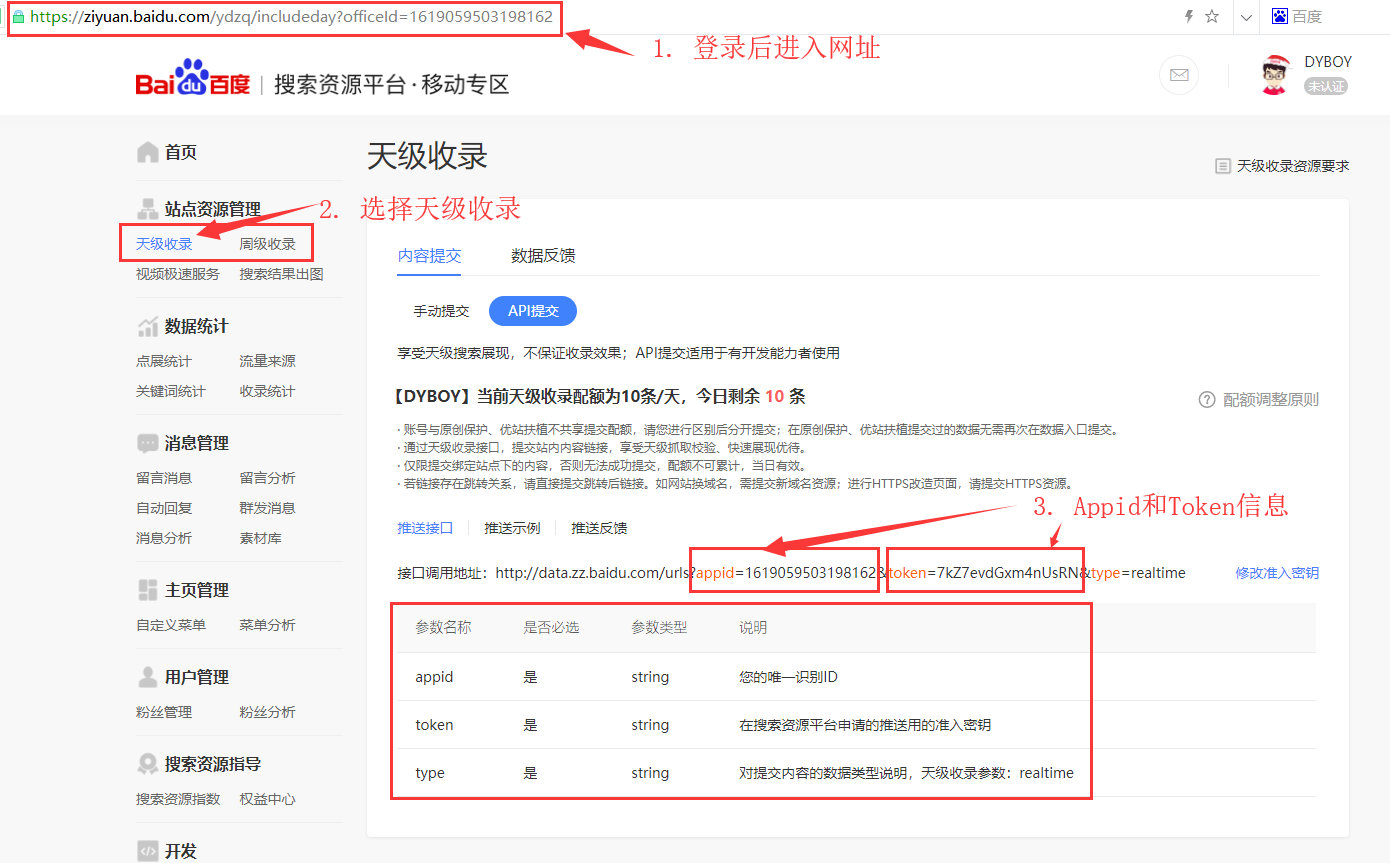 https://ziyuan.baidu.com/ydzq/includeday?officeId=1619059503198162
百度
1. 登录后进入网址
Bai du 百度 | 搜索资源平台·移动专区
DYBOY
未认证
首页
天级收录
天级收录资源要求
站点资源管理
2. 选择天级收录
天级收录 周级收录
视频极速服务 搜索结果出图
内容提交 数据反馈
手动提交 API提交
数据统计
点展统计 流量来源
关键词统计 收录统计
享受天级搜索展现，不保证收录效果；API提交适用于有开发能力者使用
【DYBOY】当前天级收录配额为10条/天，今日剩余 10 条
配额调整原则
·账号与原创保护、优站扶植不共享提交配额，请您进行区别后分开提交；在原创保护、优站扶植提交过的数据无需再次在数据入口提交。
·通过天级收录接口，提交站内内容链接，享受天级抓取校验、快速展现优待。
·仅限提交绑定站点下的内容，否则无法成功提交，配额不可累计，当日有效。
·若链接存在跳转关系，请直接提交跳转后链接。如网站换域名，需提交新域名资源；进行HTTPS改造页面，请提交HTTPS资源。
消息管理
留言消息 留言分析
自动回复 群发消息
消息分析 素材库
3. Appid和Token信息
推送接口 推送示例 推送反馈
接口调用地址：http://data.zz.baidu.com/urls?appid=1619059503198162&token=7kZ7evdGxm4nUsRN&type=realtime
修改准入密钥
主页管理
自定义菜单 菜单分析
参数名称 是否必选 参数类型 说明
appid 是 string 您的唯一识别ID
token 是 string 在搜索资源平台申请的推送用的准入密钥
type 是 string 对提交内容的数据类型说明，天级收录参数：realtime
用户管理
粉丝管理 粉丝分析
搜索资源指导
搜索资源指数 权益中心
开发